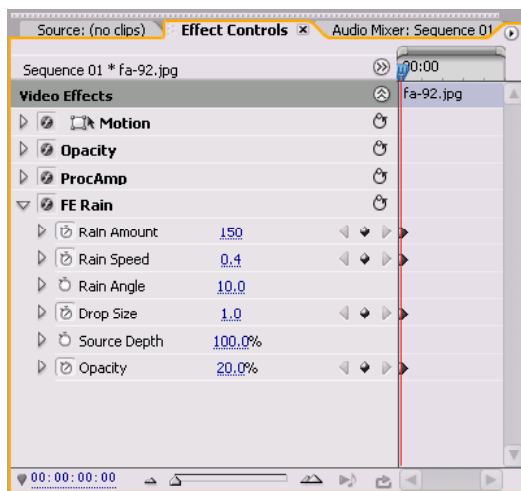 Source: (no clips) Effect Controls Audio Mixer: Sequence 01
Sequence 01 * fa-92.jpg 00:00
Video Effects fa-92.jpg
Motion
Opacity
ProcAmp
FE Rain
Rain Amount 150
Rain Speed 0.4
Rain Angle 10.0
Drop Size 1.0
Source Depth 100.0%
Opacity 20.0%
00:00:00:00